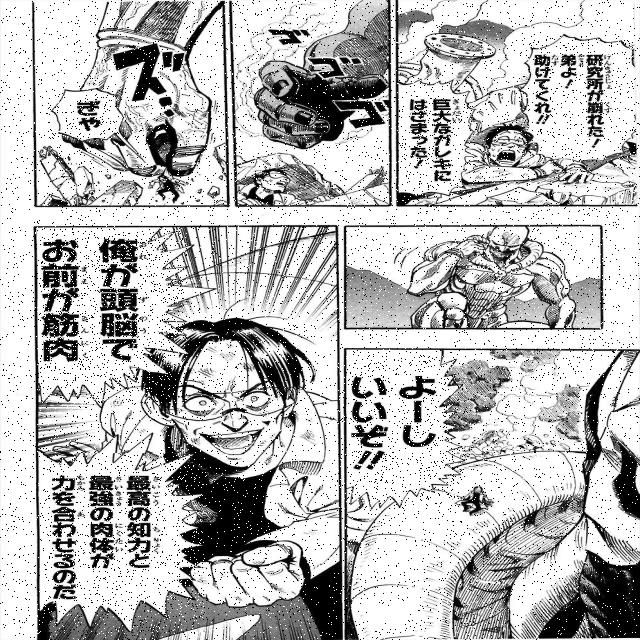 研究所が崩れた!
弟よ!
助けてくれ!!
巨大なガレキに
はさまった!
ゴ
ゴ
ゴ
ズッ
ぎゃ
よーし
いいぞ!!
俺が頭脳で
お前が筋肉
最高の知力と
最強の肉体が
力を合わせるのだ